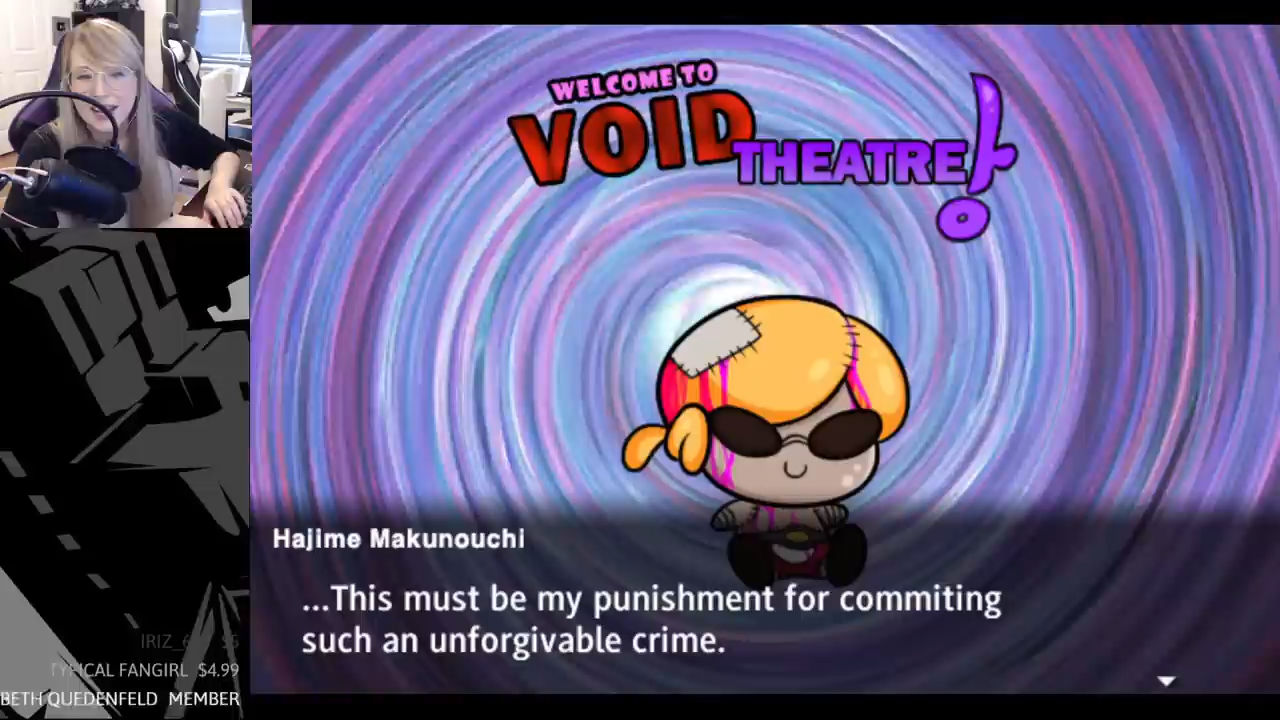 WELCOME TO
VOID
THEATRE!
Hajime Makunouchi
...This must be my punishment for commiting
such an unforgivable crime.
$5
TYPICAL FANGIRL $4.99
BETH QUEDENFELD MEMBER